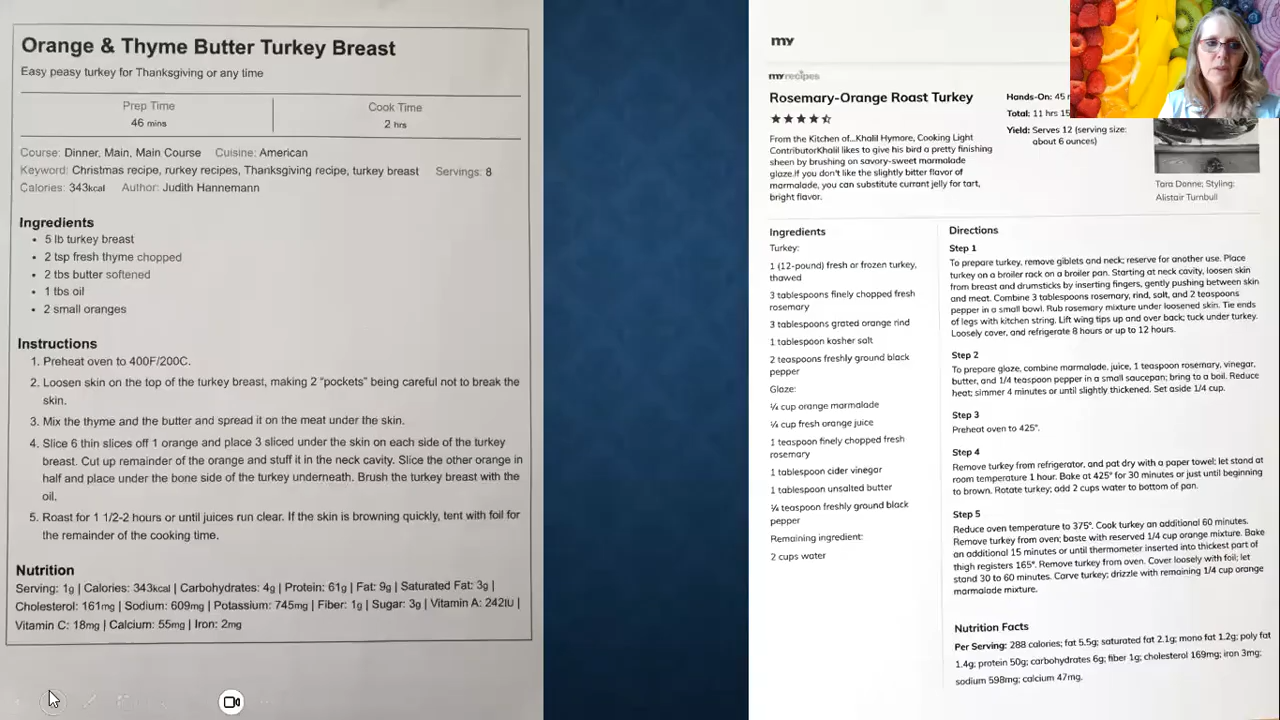 Orange & Thyme Butter Turkey Breast
Easy peasy turkey for Thanksgiving or any time
Prep Time
46 mins
Cook Time
2 hrs
Course: Dinner, Main, Main Course Cuisine: American
Keyword: Christmas recipe, rurkey recipes, Thanksgiving recipe, turkey breast Servings: 8
Calories: 343kcal Author: Judith Hannemann
Ingredients
• 5 lb turkey breast
• 2 tsp fresh thyme chopped
• 2 tbs butter softened
• 1 tbs oil
• 2 small oranges
Instructions
1. Preheat oven to 400F/200C.
2. Loosen skin on the top of the turkey breast, making 2 "pockets" being careful not to break the
skin.
3. Mix the thyme and the butter and spread it on the meat under the skin.
4. Slice 6 thin slices off 1 orange and place 3 sliced under the skin on each side of the turkey
breast. Cut up remainder of the orange and stuff it in the neck cavity. Slice the other orange in
half and place under the bone side of the turkey underneath. Brush the turkey breast with the
oil.
5. Roast for 1 1/2-2 hours or until juices run clear. If the skin is browning quickly, tent with foil for
the remainder of the cooking time.
Nutrition
Serving: 1g | Calories: 343kcal | Carbohydrates: 4g | Protein: 61g | Fat: 9g | Saturated Fat: 3g |
Cholesterol: 161mg | Sodium: 609mg | Potassium: 745mg | Fiber: 1g | Sugar: 3g | Vitamin A: 242IU |
Vitamin C: 18mg | Calcium: 55mg | Iron: 2mg
my
myrecipes
Rosemary-Orange Roast Turkey
From the Kitchen of...Khalil Hymore, Cooking Light
ContributorKhalil likes to give his bird a pretty finishing
sheen by brushing on savory-sweet marmalade
glaze.If you don't like the slightly bitter flavor of
marmalade, you can substitute currant jelly for tart,
bright flavor.
Hands-On: 45
Total: 11 hrs 15
Yield: Serves 12 (serving size:
about 6 ounces)
Tara Donne; Styling:
Alistair Turnbull
Ingredients
Turkey:
1 (12-pound) fresh or frozen turkey,
thawed
3 tablespoons finely chopped fresh
rosemary
3 tablespoons grated orange rind
1 tablespoon kosher salt
2 teaspoons freshly ground black
pepper
Glaze:
¼ cup orange marmalade
¼ cup fresh orange juice
1 teaspoon finely chopped fresh
rosemary
1 tablespoon cider vinegar
1 tablespoon unsalted butter
¼ teaspoon freshly ground black
pepper
Remaining ingredient:
2 cups water
Directions
Step 1
To prepare turkey, remove giblets and neck; reserve for another use. Place
turkey on a broiler rack on a broiler pan. Starting at neck cavity, loosen skin
from breast and drumsticks by inserting fingers, gently pushing between skin
and meat. Combine 3 tablespoons rosemary, rind, salt, and 2 teaspoons
pepper in a small bowl. Rub rosemary mixture under loosened skin. Tie ends
of legs with kitchen string. Lift wing tips up and over back; tuck under turkey.
Loosely cover, and refrigerate 8 hours or up to 12 hours.
Step 2
To prepare glaze, combine marmalade, juice, 1 teaspoon rosemary, vinegar,
butter, and 1/4 teaspoon pepper in a small saucepan; bring to a boil. Reduce
heat; simmer 4 minutes or until slightly thickened. Set aside 1/4 cup.
Step 3
Preheat oven to 425°.
Step 4
Remove turkey from refrigerator, and pat dry with a paper towel; let stand at
room temperature 1 hour. Bake at 425° for 30 minutes or just until beginning
to brown. Rotate turkey; add 2 cups water to bottom of pan.
Step 5
Reduce oven temperature to 375°. Cook turkey an additional 60 minutes.
Remove turkey from oven; baste with reserved 1/4 cup orange mixture. Bake
an additional 15 minutes or until thermometer inserted into thickest part of
thigh registers 165°. Remove turkey from oven. Cover loosely with foil; let
stand 30 to 60 minutes. Carve turkey; drizzle with remaining 1/4 cup orange
marmalade mixture.
Nutrition Facts
Per Serving: 288 calories; fat 5.5g; saturated fat 2.1g; mono fat 1.2g; poly fat
1.4g; protein 50g; carbohydrates 6g; fiber 1g; cholesterol 169mg; iron 3mg;
sodium 598mg; calcium 47mg.